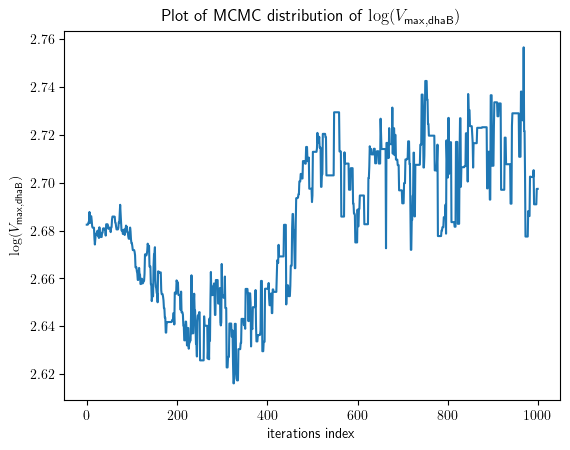 Plot of MCMC distribution of log(V_max,dhaB)
log(V_max,dhaB)
2.76
2.74
2.72
2.70
2.68
2.66
2.64
2.62
0 200 400 600 800 1000
iterations index